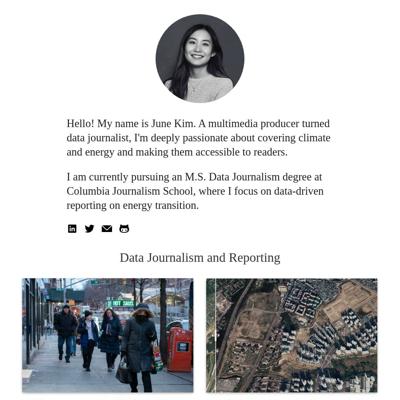 Hello! My name is June Kim. A multimedia producer turned
data journalist, I'm deeply passionate about covering climate
and energy and making them accessible to readers.
I am currently pursuing an M.S. Data Journalism degree at
Columbia Journalism School, where I focus on data-driven
reporting on energy transition.
Data Journalism and Reporting